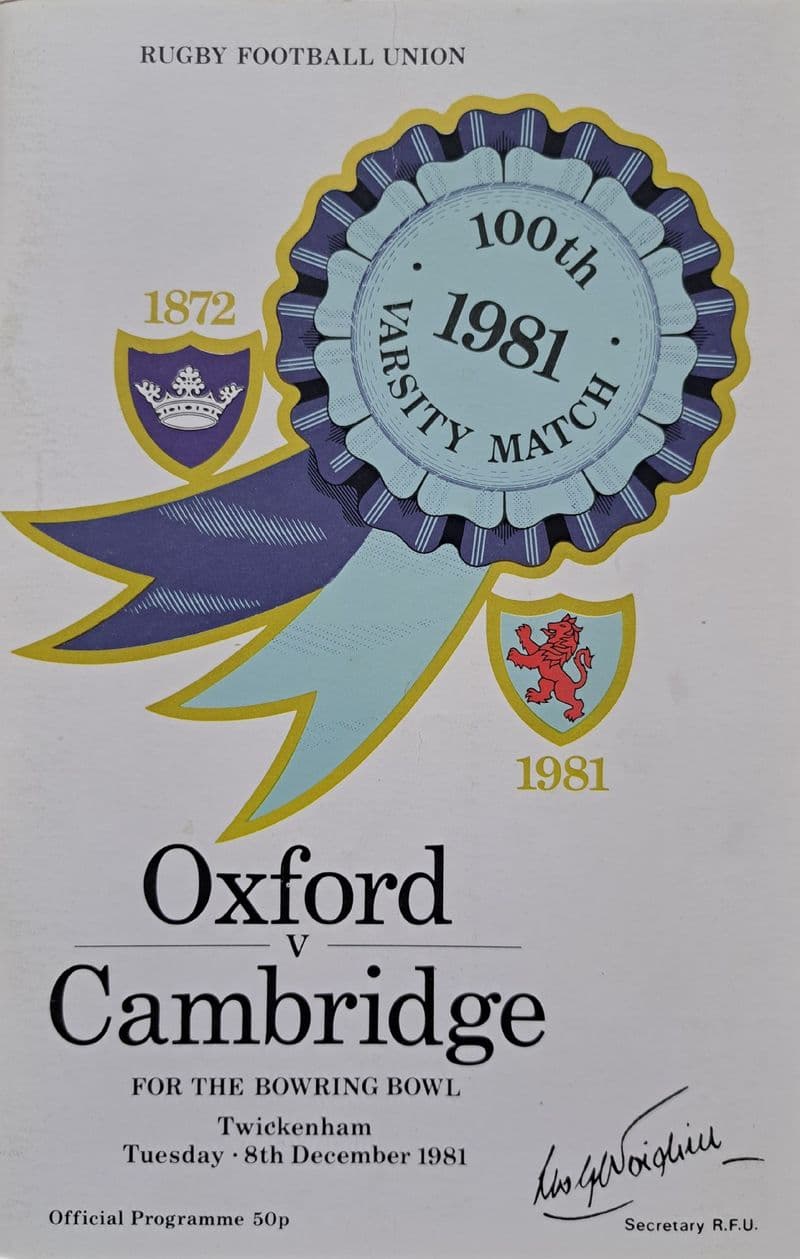 RUGBY FOOTBALL UNION
100th
1981
VARSITY MATCH
1872
1981
Oxford
v
Cambridge
FOR THE BOWRING BOWL
Twickenham
Tuesday · 8th December 1981
Official Programme 50p
Secretary R.F.U.